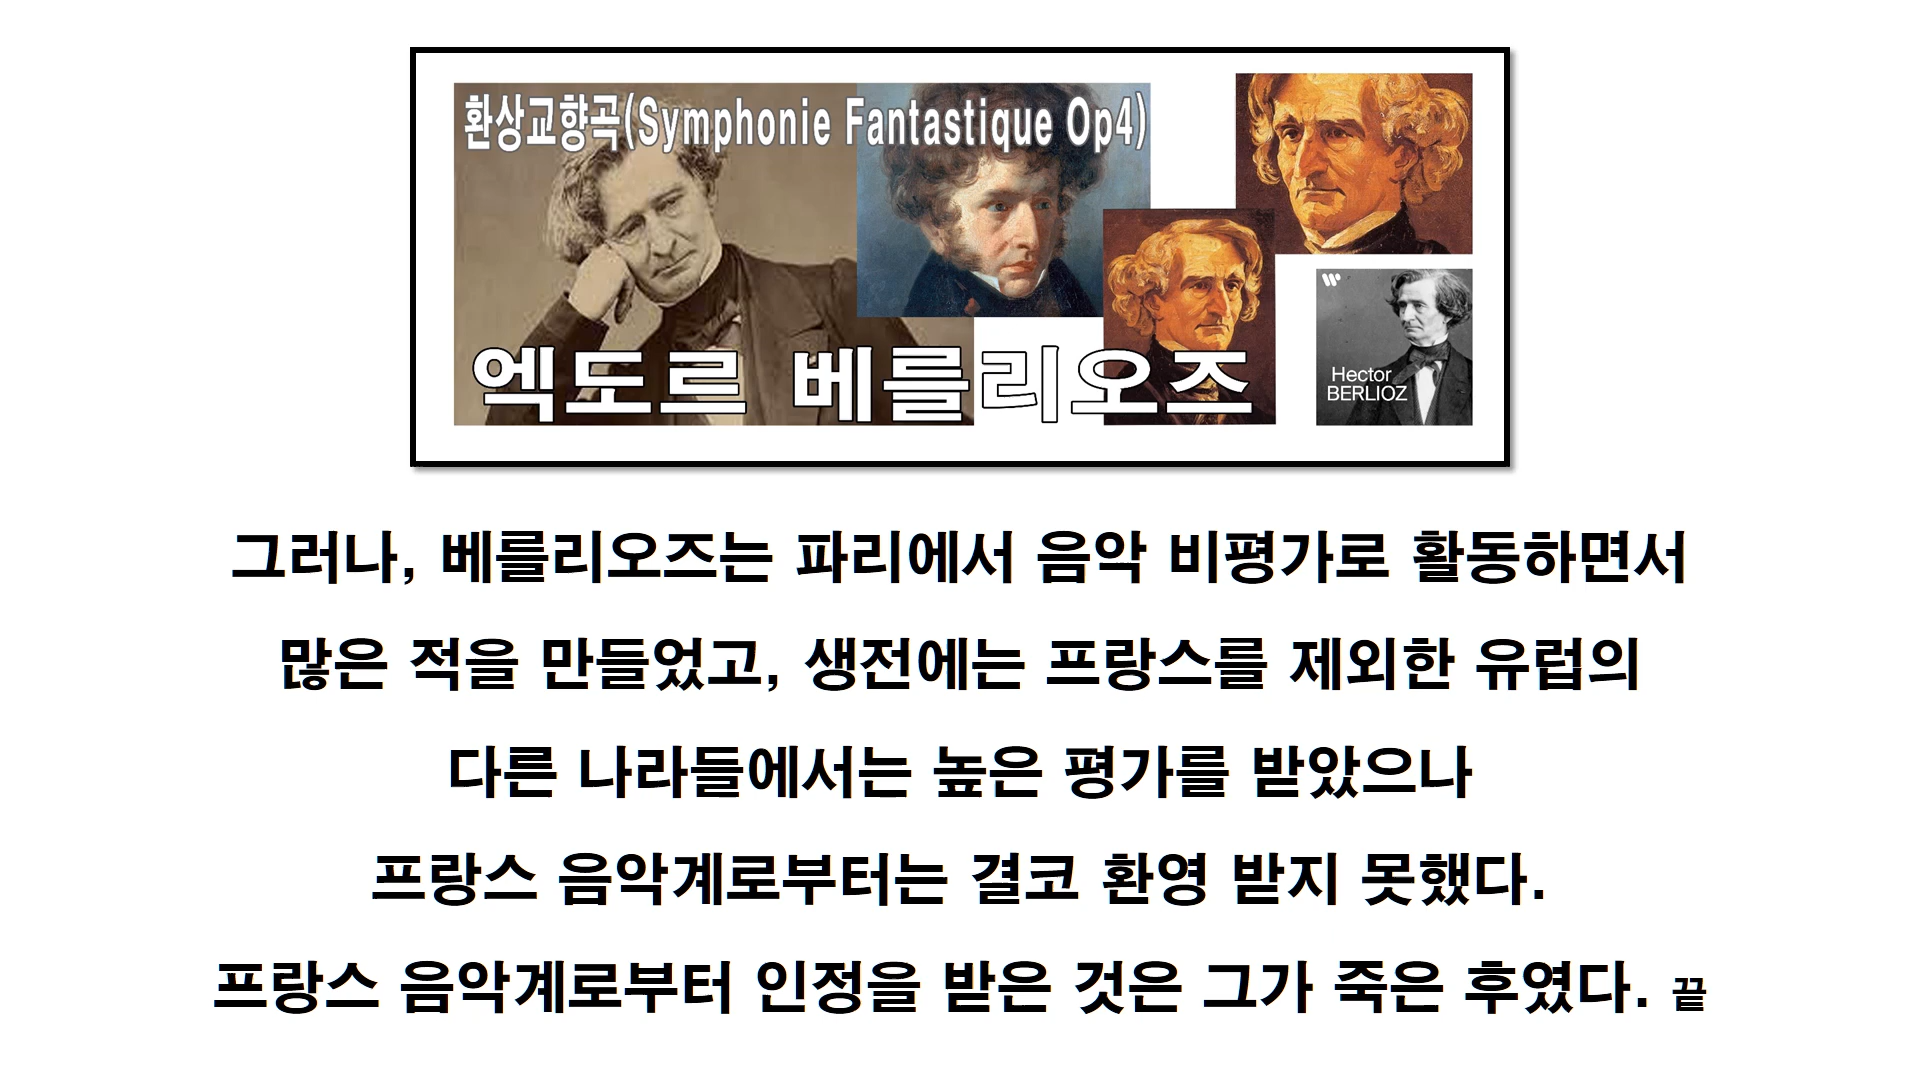 환상교향곡(Symphonie Fantastique Op4)
엑도르 베를리오즈
Hector
BERLIOZ
그러나, 베를리오즈는 파리에서 음악 비평가로 활동하면서
많은 적을 만들었고, 생전에는 프랑스를 제외한 유럽의
다른 나라들에서는 높은 평가를 받았으나
프랑스 음악계로부터는 결코 환영 받지 못했다.
프랑스 음악계로부터 인정을 받은 것은 그가 죽은 후였다. 끝